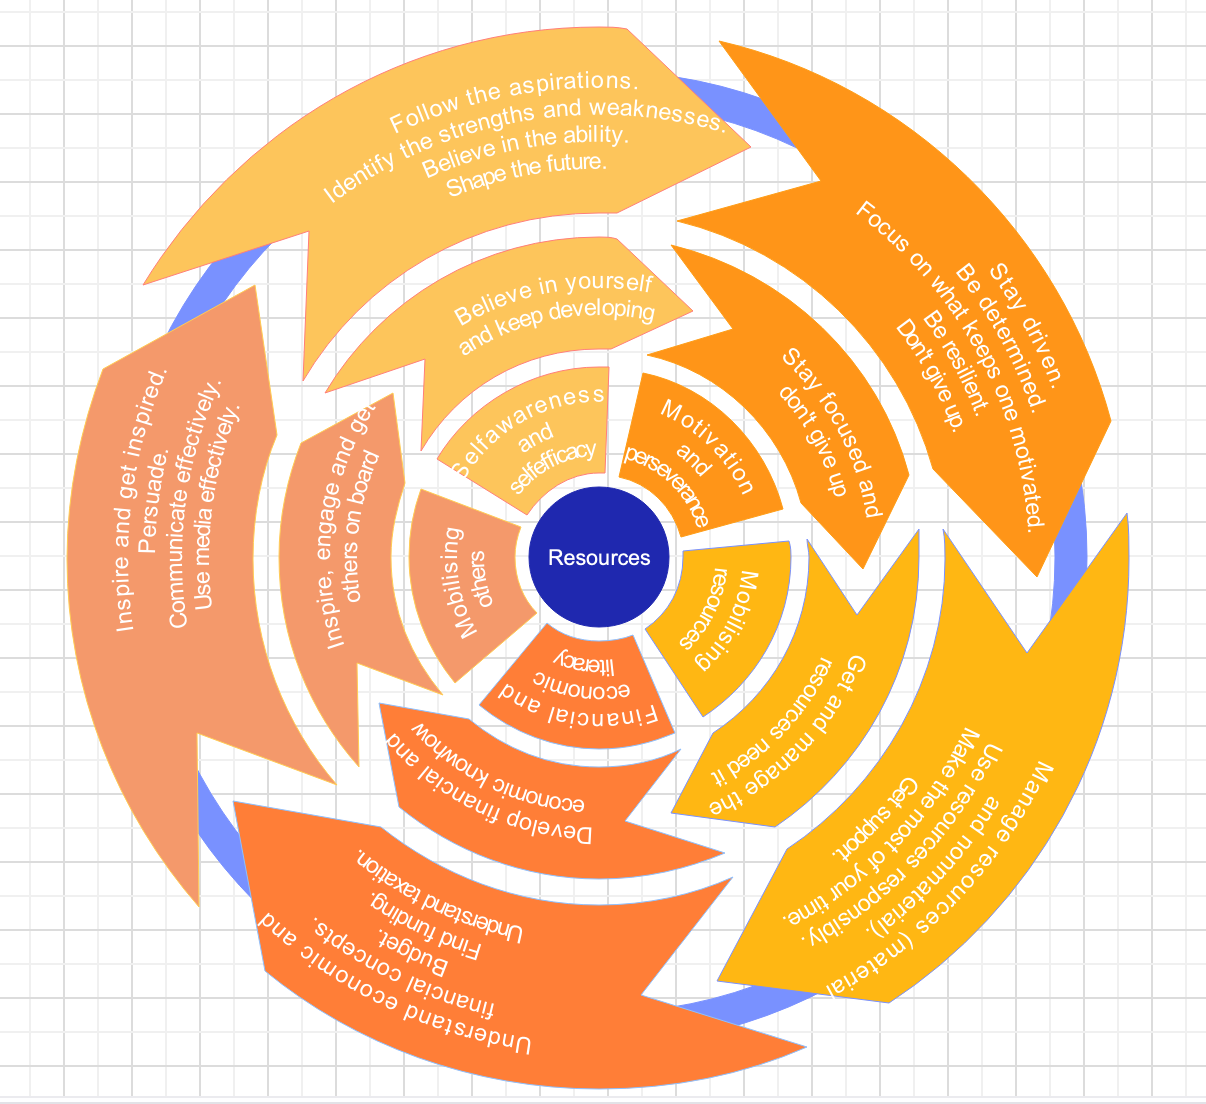 Resources
Selfawareness
and
selfefficacy
Believe in yourself
and keep developing
Follow the aspirations.
Identify the strengths and weaknesses.
Believe in the ability.
Shape the future.
Motivation
and
perseverance
Stay focused and
don't give up
Stay driven.
Be determined.
Focus on what keeps one motivated.
Be resilient.
Don't give up.
Mobilising
resources
Get and manage the
resources need it
Manage resources (material
and nonmaterial).
Use resources responsibly.
Make the most of your time.
Get support.
Financial and
economic
literacy
Develop financial and
economic knowhow
Understand economic and
financial concepts.
Budget.
Find funding.
Understand taxation.
Mobilising
others
Inspire, engage and get
others on board
Inspire and get inspired.
Persuade.
Communicate effectively.
Use media effectively.